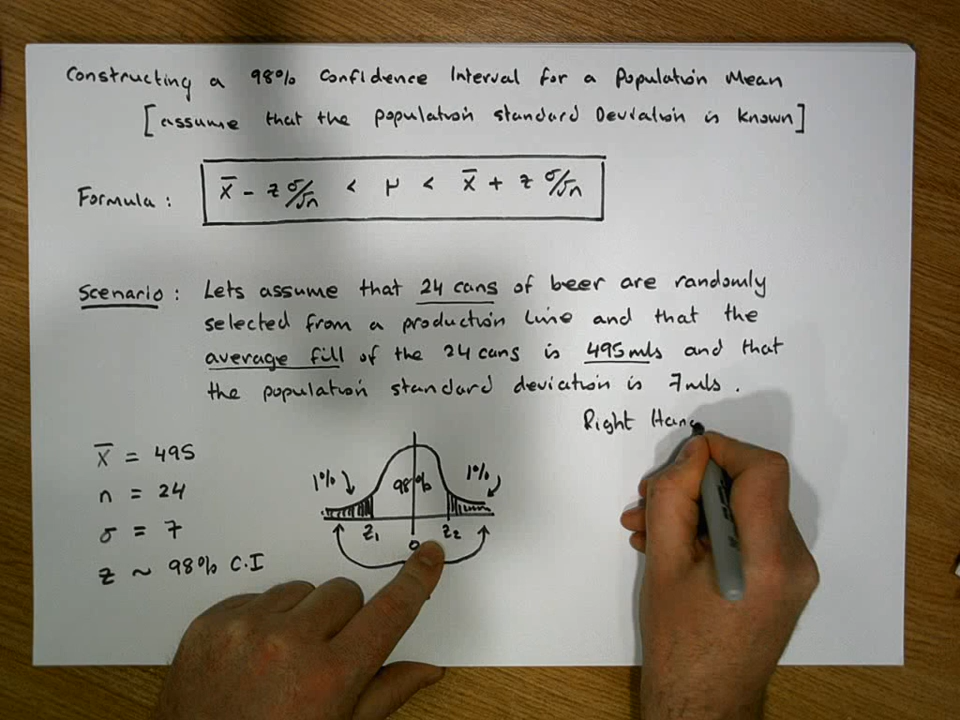 Constructing a 98% Confidence Interval for a Population Mean
[assume that the population standard Deviation is known]
Formula : x̄ - z σ/√n < μ < x̄ + z σ/√n
Scenario : Lets assume that 24 cans of beer are randomly
selected from a production line and that the
average fill of the 24 cans is 495mls and that
the population standard deviation is 7mls .
Right Han
x̄ = 495
n = 24
σ = 7
z ~ 98% C.I
1% 98% 1%
z1 0 z2